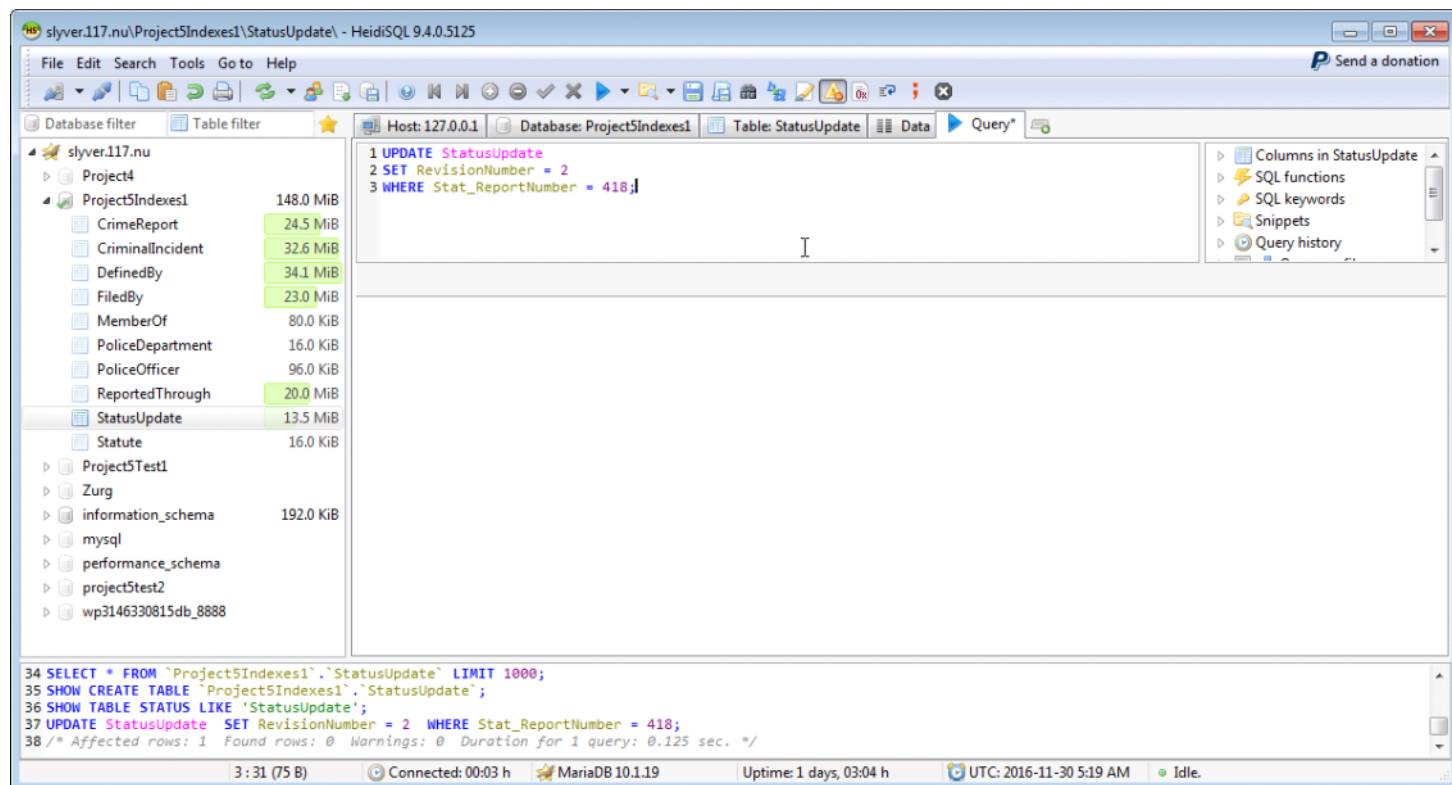 slyver.117.nu\Project5Indexes1\StatusUpdate\ - HeidiSQL 9.4.0.5125
File Edit Search Tools Go to Help
Send a donation
Database filter
Table filter
Host: 127.0.0.1
Database: Project5Indexes1
Table: StatusUpdate
Data
Query*
slyver.117.nu
Project4
Project5Indexes1 148.0 MiB
CrimeReport 24.5 MiB
CriminalIncident 32.6 MiB
DefinedBy 34.1 MiB
FiledBy 23.0 MiB
MemberOf 80.0 KiB
PoliceDepartment 16.0 KiB
PoliceOfficer 96.0 KiB
ReportedThrough 20.0 MiB
StatusUpdate 13.5 MiB
Statute 16.0 KiB
Project5Test1
Zurg
information_schema 192.0 KiB
mysql
performance_schema
project5test2
wp3146330815db_8888
1 UPDATE StatusUpdate
2 SET RevisionNumber = 2
3 WHERE Stat_ReportNumber = 418;
Columns in StatusUpdate
SQL functions
SQL keywords
Snippets
Query history
34 SELECT * FROM `Project5Indexes1`.`StatusUpdate` LIMIT 1000;
35 SHOW CREATE TABLE `Project5Indexes1`.`StatusUpdate`;
36 SHOW TABLE STATUS LIKE 'StatusUpdate';
37 UPDATE StatusUpdate  SET RevisionNumber = 2  WHERE Stat_ReportNumber = 418;
38 /* Affected rows: 1  Found rows: 0  Warnings: 0  Duration for 1 query: 0.125 sec. */
3 : 31 (75 B)
Connected: 00:03 h
MariaDB 10.1.19
Uptime: 1 days, 03:04 h
UTC: 2016-11-30 5:19 AM
Idle.